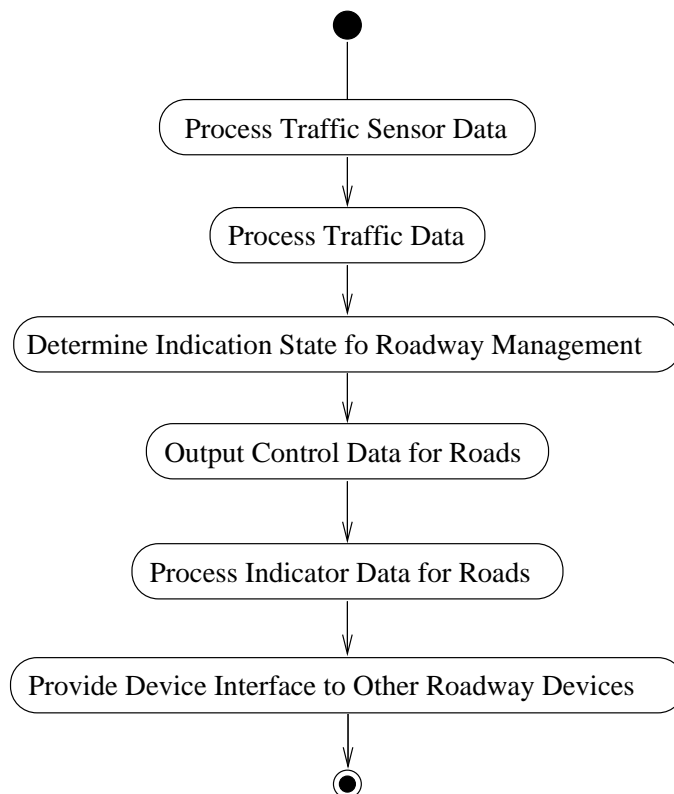 Process Traffic Sensor Data
Process Traffic Data
Determine Indication State fo Roadway Management
Output Control Data for Roads
Process Indicator Data for Roads
Provide Device Interface to Other Roadway Devices